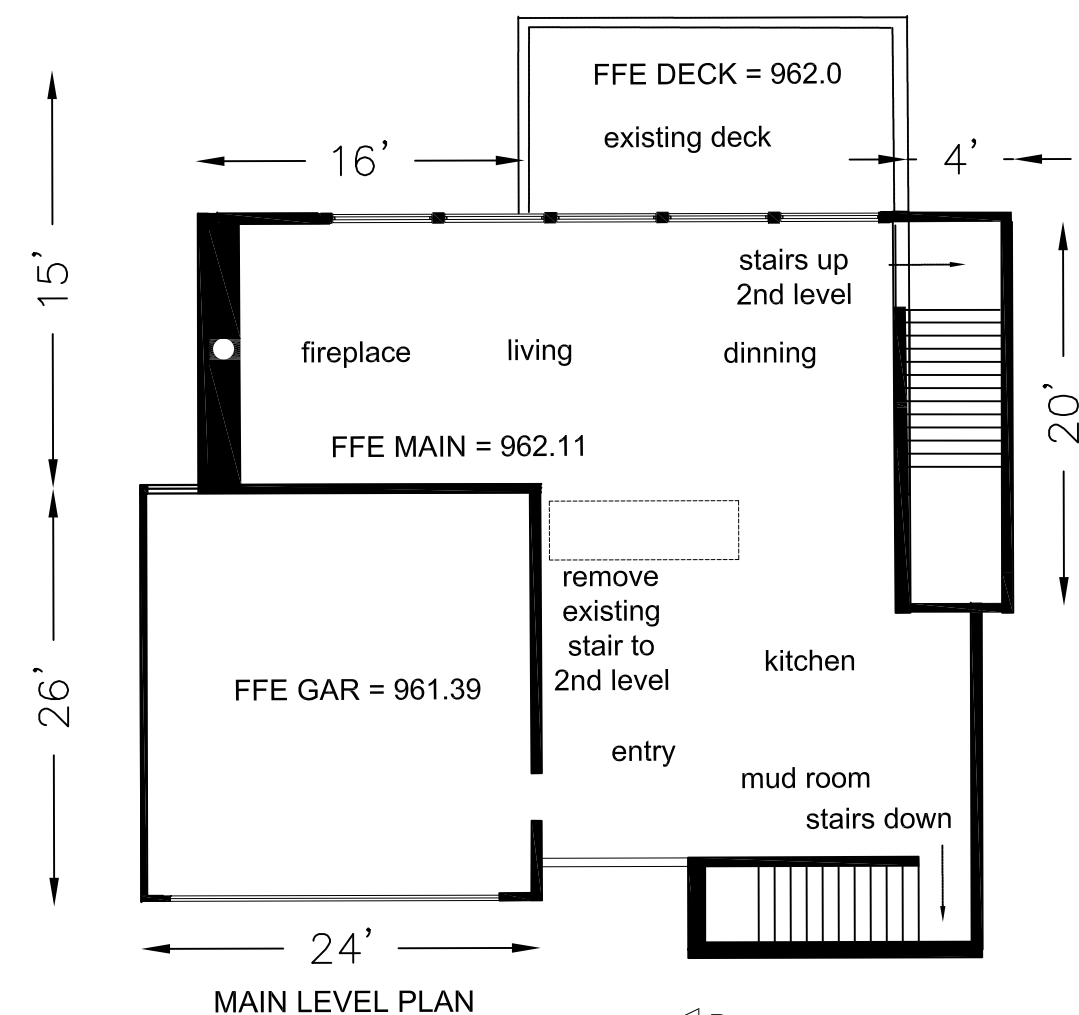 FFE DECK = 962.0
existing deck
16'
4'
stairs up
2nd level
15'
fireplace
living
dinning
20'
FFE MAIN = 962.11
remove
existing
stair to
2nd level
kitchen
26'
FFE GAR = 961.39
entry
mud room
stairs down
24'
MAIN LEVEL PLAN